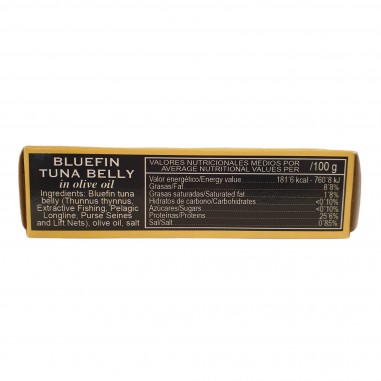 BLUEFIN
TUNA BELLY
in olive oil
Ingredients: Bluefin tuna
belly (Thunnus thynnus,
Extractive Fishing, Pelagic
Longline, Purse Seines
and Lift Nets), olive oil, salt
VALORES NUTRICIONALES MEDIOS POR
AVERAGE NUTRITIONAL VALUES PER /100 g
Valor energético/Energy value 181'6 kcal - 760'8 kJ
Grasas/Fat 8'8%
Grasas saturadas/Saturated fat 1'8%
Hidratos de carbono/Carbohidrates <0'10%
Azúcares/Sugars <0'10%
Proteínas/Proteins 25'6%
Sal/Salt 0'85%